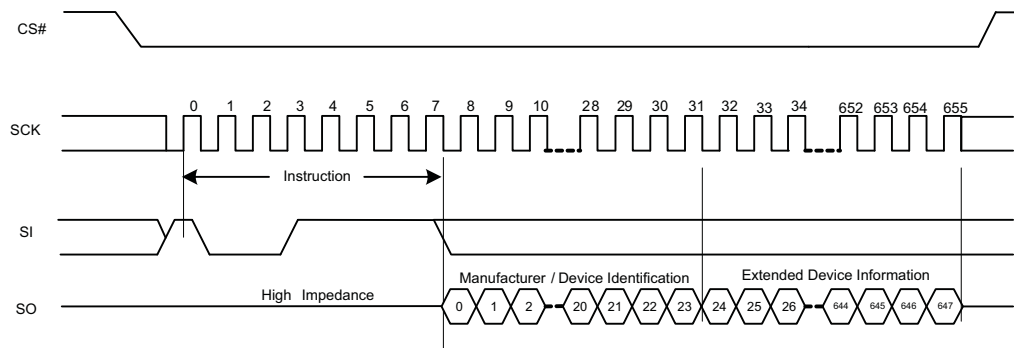 CS#
0 1 2 3 4 5 6 7 8 9 10 28 29 30 31 32 33 34 652 653 654 655
SCK
Instruction
SI
Manufacturer / Device Identification Extended Device Information
High Impedance
SO 0 1 2 20 21 22 23 24 25 26 644 645 646 647